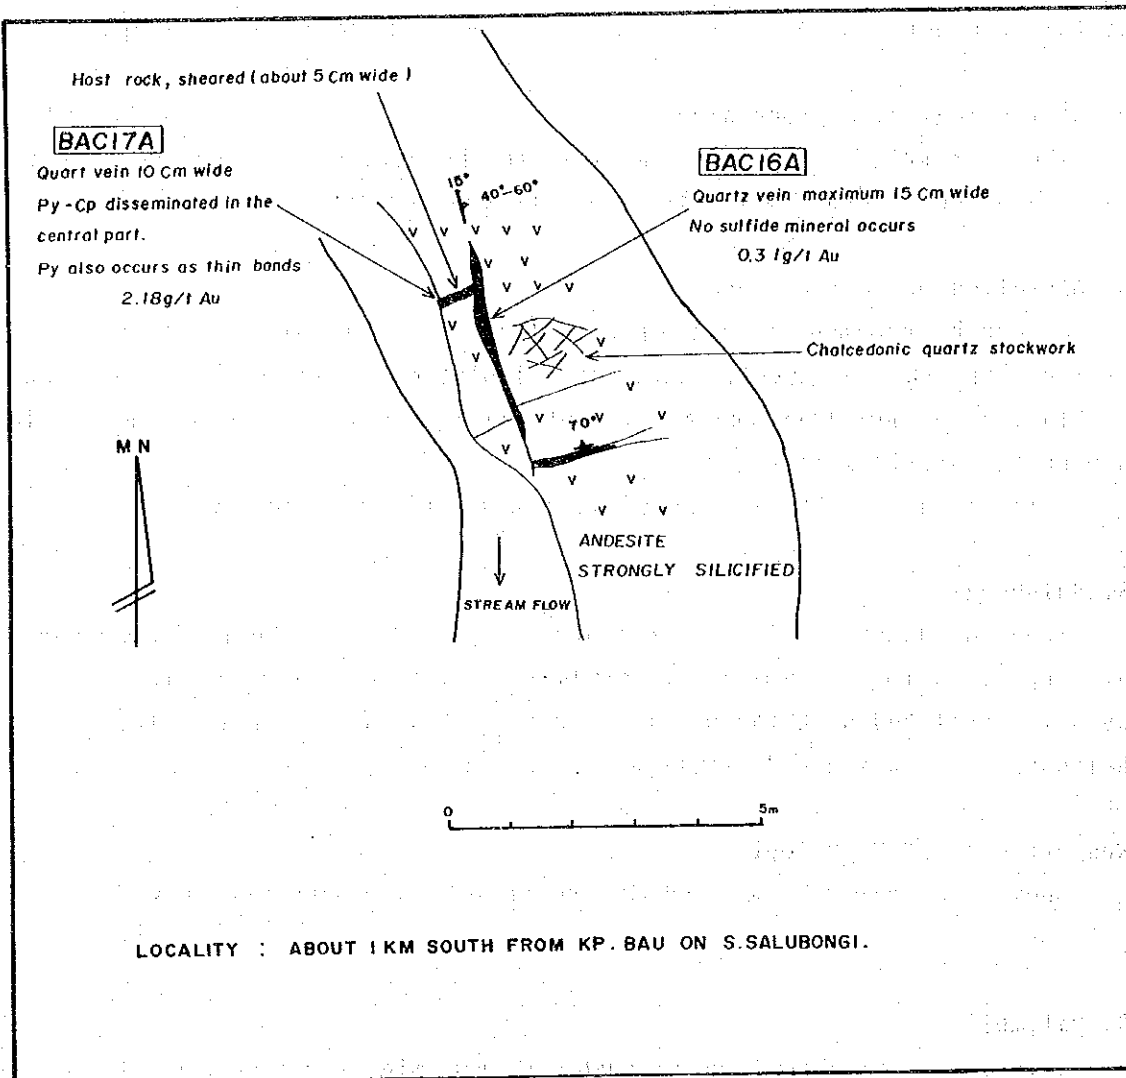 Host rock, sheared (about 5 Cm wide)
BAC17A
Quart vein 10 Cm wide
Py-Cp disseminated in the
central part.
Py also occurs as thin bands
2.18g/t Au
15°
40°-60°
BAC16A
Quartz vein maximum 15 Cm wide
No sulfide mineral occurs
0.31g/t Au
Chalcedonic quartz stockwork
70°
M N
ANDESITE
STRONGLY SILICIFIED
STREAM FLOW
0 5m
LOCALITY : ABOUT 1 KM SOUTH FROM KP. BAU ON S. SALUBONGI.